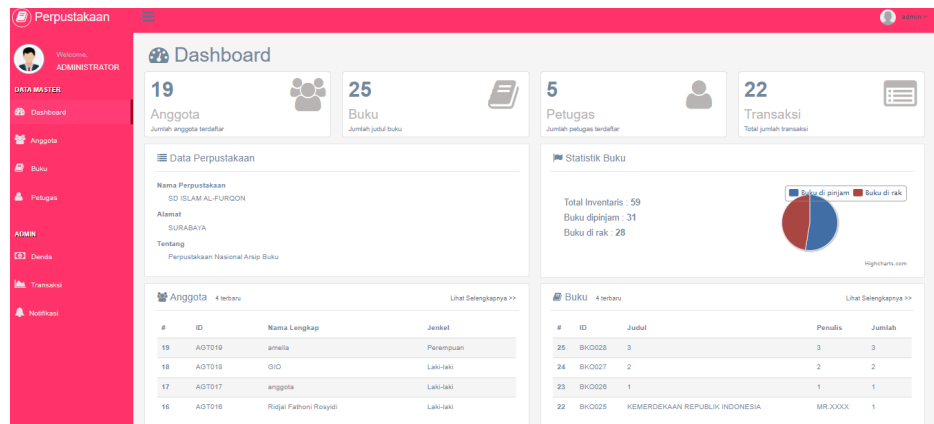 Perpustakaan
admin
Welcome,
ADMINISTRATOR
DATA MASTER
Dashboard
Anggota
Buku
Petugas
ADMIN
Denda
Transaksi
Notifikasi
Dashboard
19
Anggota
Jumlah anggota terdaftar
25
Buku
Jumlah judul buku
5
Petugas
Jumlah petugas terdaftar
22
Transaksi
Total jumlah transaksi
Data Perpustakaan
Nama Perpustakaan
SD ISLAM AL-FURQON
Alamat
SURABAYA
Tentang
Perpustakaan Nasional Arsip Buku
Statistik Buku
Total Inventaris : 59
Buku dipinjam : 31
Buku di rak : 28
Buku di pinjam Buku di rak
Highcharts.com
Anggota 4 terbaru Lihat Selengkapnya >>
# ID Nama Lengkap Jenkel
19 AGT019 amelia Perempuan
18 AGT018 GIO Laki-laki
17 AGT017 anggota Laki-laki
16 AGT016 Ridjal Fathoni Rosyidi Laki-laki
Buku 4 terbaru Lihat Selengkapnya >>
# ID Judul Penulis Jumlah
25 BKO028 3 3 3
24 BKO027 2 2 2
23 BKO026 1 1 1
22 BKO025 KEMERDEKAAN REPUBLIK INDONESIA MR.XXXX 1